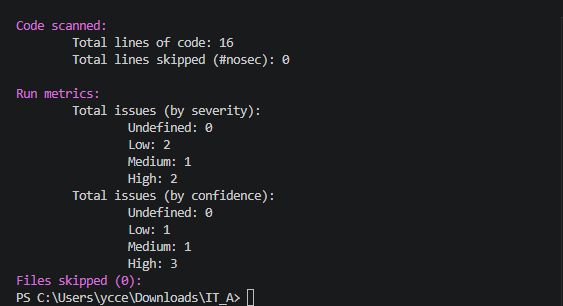 Code scanned:
Total lines of code: 16
Total lines skipped (#nosec): 0
Run metrics:
Total issues (by severity):
Undefined: 0
Low: 2
Medium: 1
High: 2
Total issues (by confidence):
Undefined: 0
Low: 1
Medium: 1
High: 3
Files skipped (0):
PS C:\Users\ycce\Downloads\IT_A>